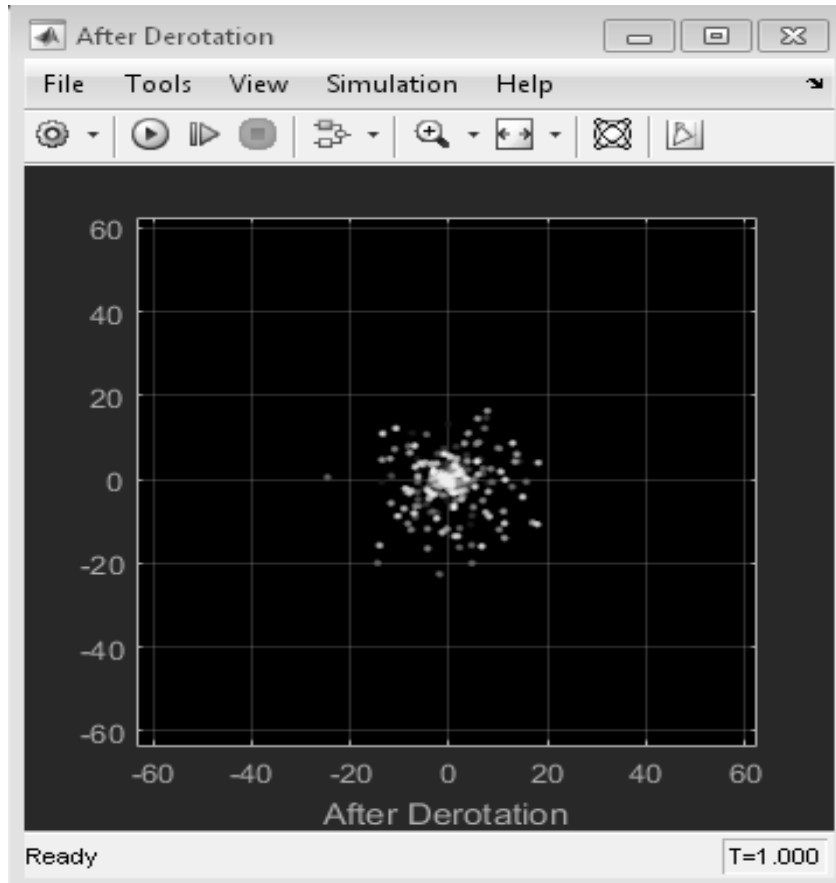 After Derotation
File Tools View Simulation Help
60
40
20
0
-20
-40
-60
-60 -40 -20 0 20 40 60
After Derotation
Ready T=1.000